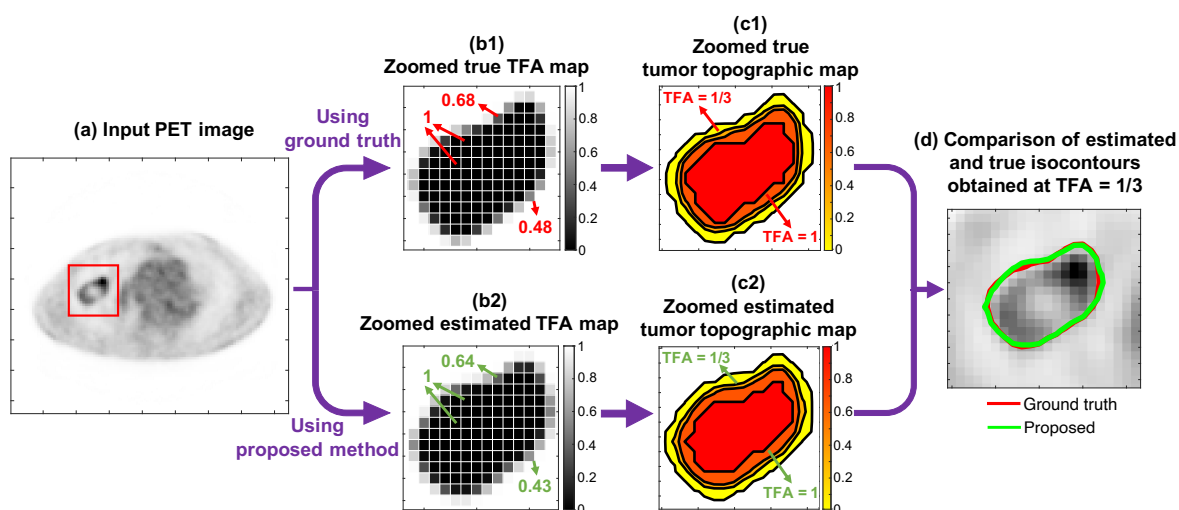 (a) Input PET image
Using
ground truth
Using
proposed method
(b1)
Zoomed true TFA map
0.68
1
0.48
1
0.8
0.6
0.4
0.2
0
(c1)
Zoomed true
tumor topographic map
TFA = 1/3
TFA = 1
1
0.8
0.6
0.4
0.2
0
(b2)
Zoomed estimated TFA map
0.64
1
0.43
1
0.8
0.6
0.4
0.2
0
(c2)
Zoomed estimated
tumor topographic map
TFA = 1/3
TFA = 1
1
0.8
0.6
0.4
0.2
0
(d) Comparison of estimated
and true isocontours
obtained at TFA = 1/3
Ground truth
Proposed